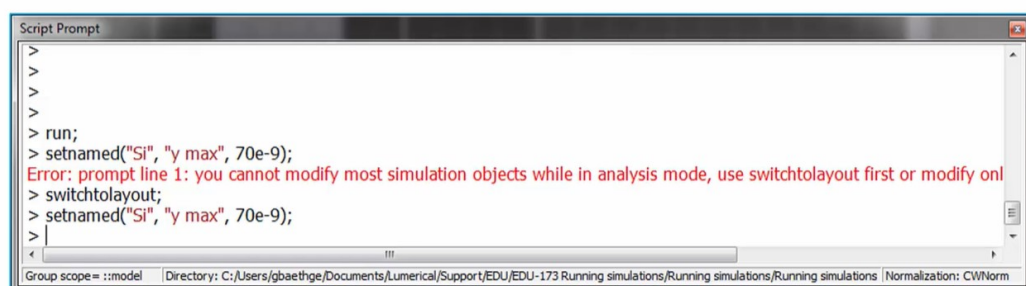 Script Prompt
>
>
>
>
> run;
> setnamed("Si", "y max", 70e-9);
Error: prompt line 1: you cannot modify most simulation objects while in analysis mode, use switchtolayout first or modify onl
> switchtolayout;
> setnamed("Si", "y max", 70e-9);
>
Group scope= ::model Directory: C:/Users/gbaethge/Documents/Lumerical/Support/EDU/EDU-173 Running simulations/Running simulations/Running simulations Normalization: CWNorm